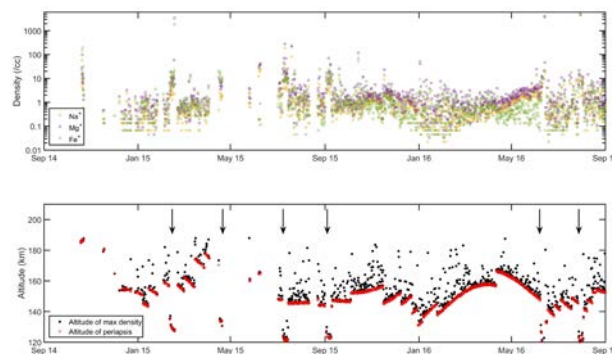 Density (/cc)
1000
100
10
1
0.1
0.01
Na+
Mg+
Fe+
Sep 14
Jan 15
May 15
Sep 15
Jan 16
May 16
Sep 1
Altitude (km)
200
180
160
140
120
Altitude of max density
Altitude of periapsis
Sep 14
Jan 15
May 15
Sep 15
Jan 16
May 16
Sep 1